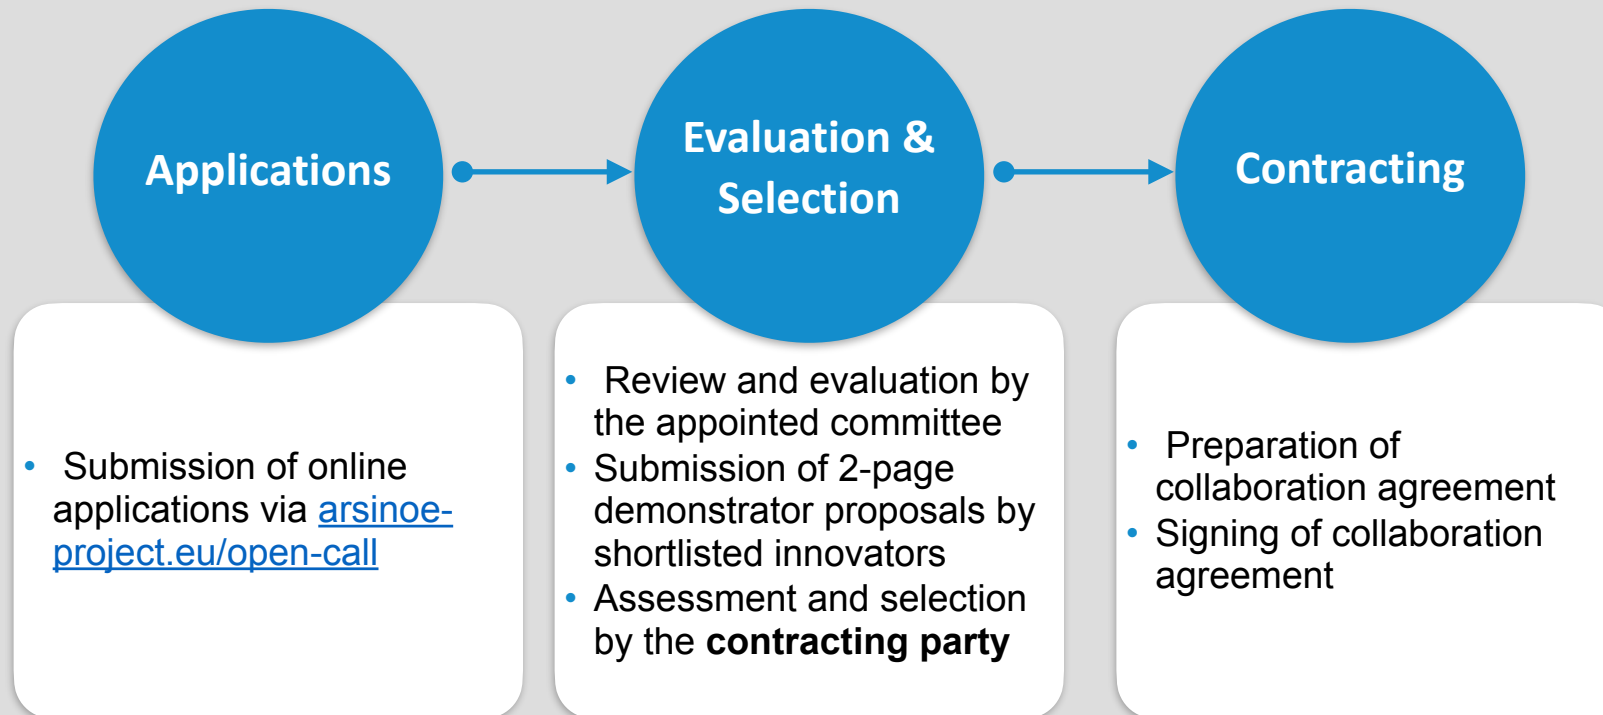 Applications
• Submission of online
applications via arsinoe-
project.eu/open-call
Evaluation &
Selection
• Review and evaluation by
the appointed committee
• Submission of 2-page
demonstrator proposals by
shortlisted innovators
• Assessment and selection
by the contracting party
Contracting
• Preparation of
collaboration agreement
• Signing of collaboration
agreement